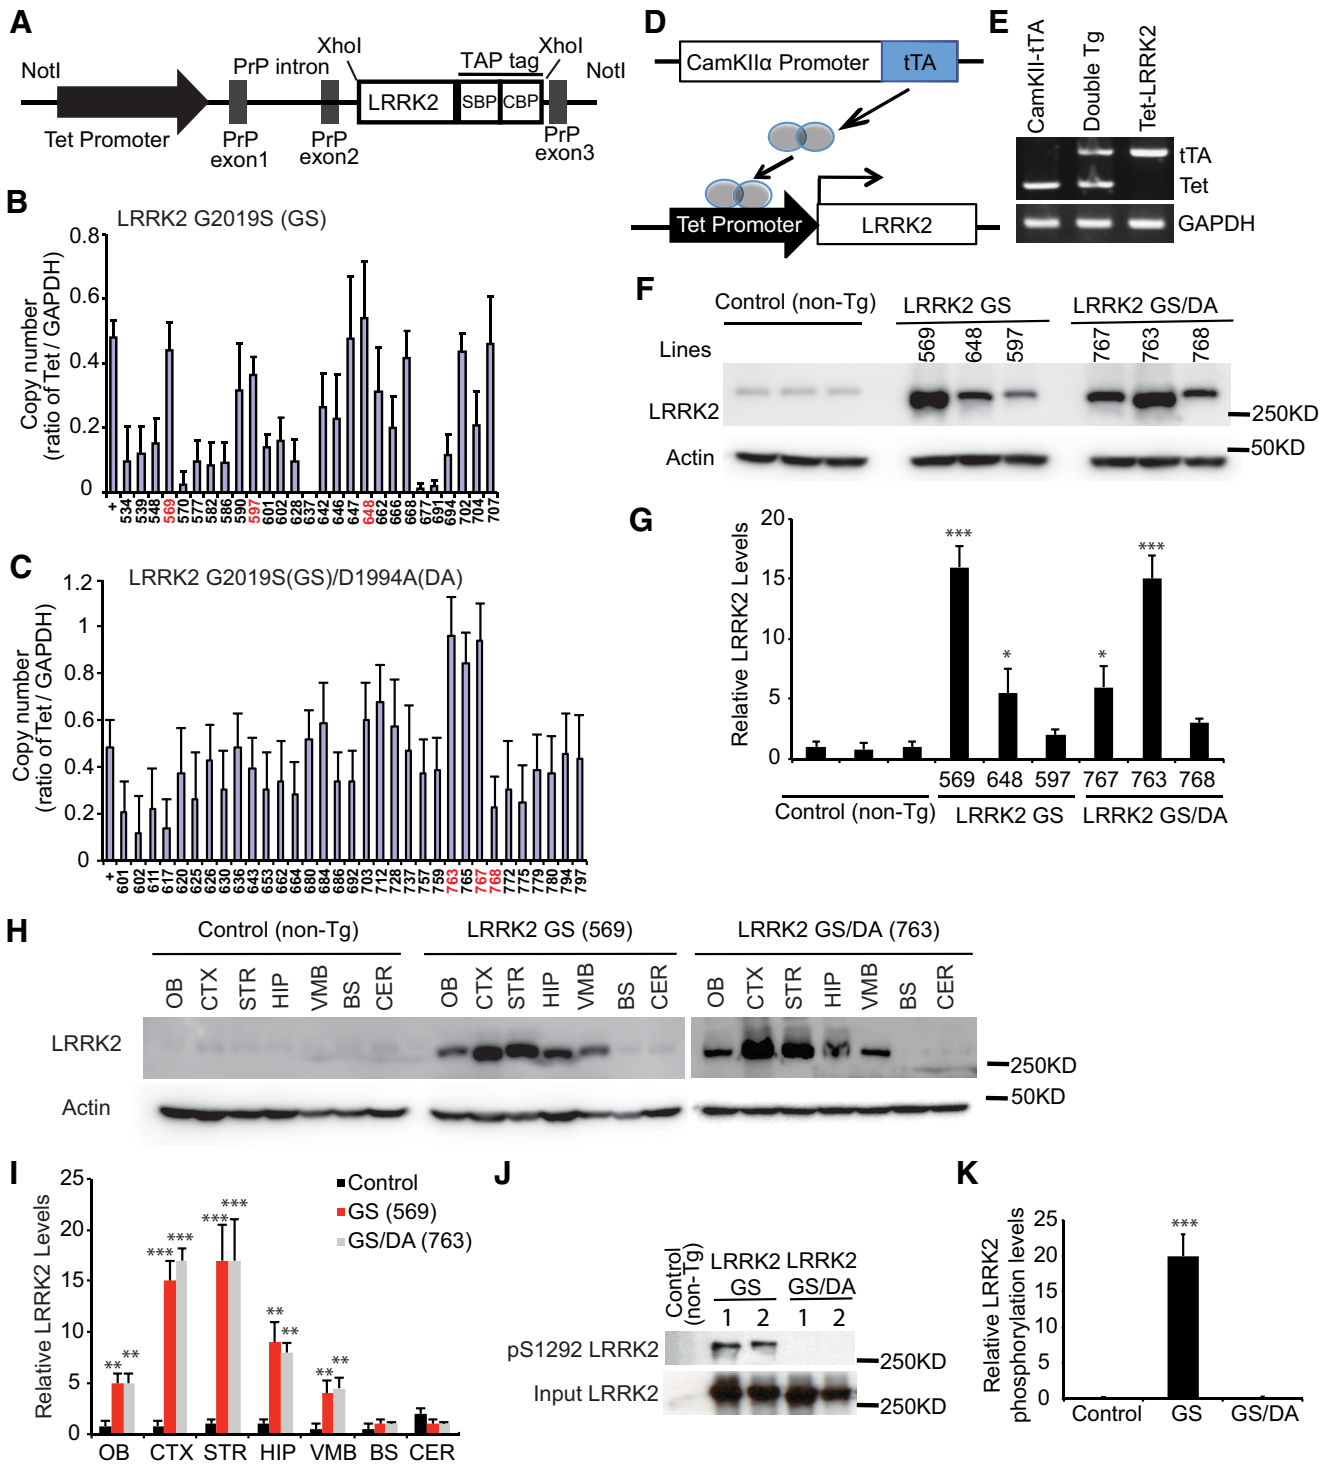 A
NotI
PrP intron
XhoI
TAP tag
XhoI
NotI
LRRK2
SBP
CBP
Tet Promoter
PrP
exon1
PrP
exon2
PrP
exon3
B
LRRK2 G2019S (GS)
Copy number
(ratio of Tet / GAPDH)
0.8
0.6
0.4
0.2
0
+ 534 539 548 569 570 577 582 586 590 597 601 602 628 637 642 646 647 648 662 666 668 677 691 694 702 704 707
C
LRRK2 G2019S(GS)/D1994A(DA)
Copy number
(ratio of Tet / GAPDH)
1.2
1
0.8
0.6
0.4
0.2
0
+ 601 602 611 617 620 625 626 630 636 643 653 662 664 680 684 686 692 703 712 728 737 757 759 763 765 767 768 772 775 779 780 794 797
D
CamKIIα Promoter
tTA
Tet Promoter
LRRK2
E
CamKII-tTA
Double Tg
Tet-LRRK2
tTA
Tet
GAPDH
F
Control (non-Tg)
LRRK2 GS
LRRK2 GS/DA
Lines
569 648 597 767 763 768
LRRK2
250KD
50KD
Actin
G
Relative LRRK2 Levels
20
15
10
5
0
*** * * ***
569 648 597 767 763 768
Control (non-Tg)
LRRK2 GS
LRRK2 GS/DA
H
Control (non-Tg)
LRRK2 GS (569)
LRRK2 GS/DA (763)
OB CTX STR HIP VMB BS CER
OB CTX STR HIP VMB BS CER
OB CTX STR HIP VMB BS CER
LRRK2
250KD
50KD
Actin
I
Relative LRRK2 Levels
25
20
15
10
5
0
Control
GS (569)
GS/DA (763)
** ** *** *** *** *** ** ** ** **
OB CTX STR HIP VMB BS CER
J
Control
(non-Tg)
LRRK2
GS
LRRK2
GS/DA
1 2 1 2
pS1292 LRRK2
250KD
Input LRRK2
250KD
K
Relative LRRK2
phosphorylation levels
25
20
15
10
5
0
***
Control GS GS/DA